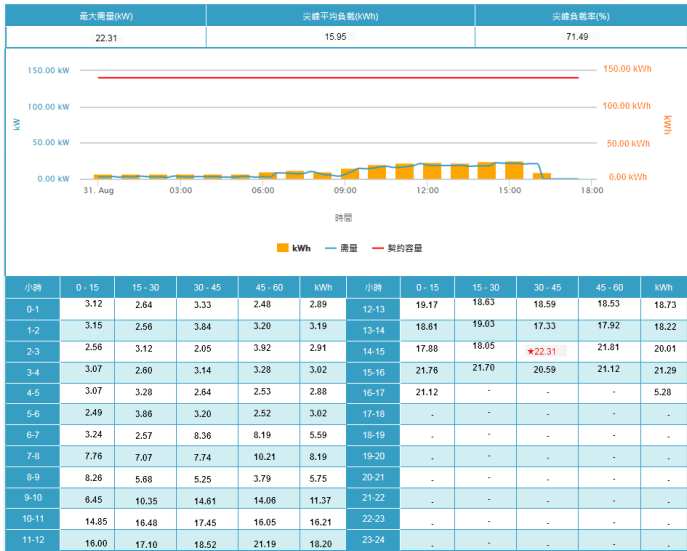 最大需量(kW) 尖峰平均負載(kWh) 尖峰負載率(%)
22.31 15.95 71.49
150.00 kW 150.00 kWh
100.00 kW 100.00 kWh
kW kWh
50.00 kW 50.00 kWh
0.00 kW 0.00 kWh
31. Aug 03:00 06:00 09:00 12:00 15:00 18:00
時間
kWh 需量 契約容量
小時 0 - 15 15 - 30 30 - 45 45 - 60 kWh 小時 0 - 15 15 - 30 30 - 45 45 - 60 kWh
0-1 3.12 2.64 3.33 2.48 2.89 12-13 19.17 18.63 18.59 18.53 18.73
1-2 3.15 2.56 3.84 3.20 3.19 13-14 18.61 19.03 17.33 17.92 18.22
2-3 2.56 3.12 2.05 3.92 2.91 14-15 17.88 18.05 ★22.31 21.81 20.01
3-4 3.07 2.60 3.14 3.28 3.02 15-16 21.76 21.70 20.59 21.12 21.29
4-5 3.07 3.28 2.64 2.53 2.88 16-17 21.12 - - - 5.28
5-6 2.49 3.86 3.20 2.52 3.02 17-18 - - - - -
6-7 3.24 2.57 8.36 8.19 5.59 18-19 - - - - -
7-8 7.76 7.07 7.74 10.21 8.19 19-20 - - - - -
8-9 8.26 5.68 5.25 3.79 5.75 20-21 - - - - -
9-10 6.45 10.35 14.61 14.06 11.37 21-22 - - - - -
10-11 14.85 16.48 17.45 16.05 16.21 22-23 - - - - -
11-12 16.00 17.10 18.52 21.19 18.20 23-24 - - - - -